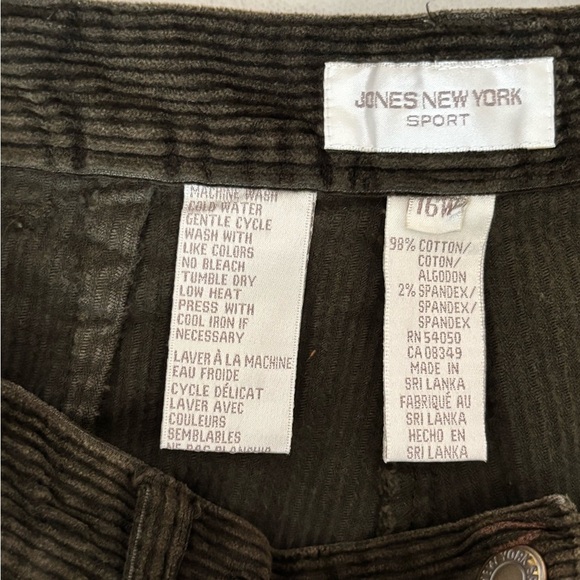 JONES NEW YORK
SPORT
MACHINE WASH
COLD WATER
GENTLE CYCLE
WASH WITH
LIKE COLORS
NO BLEACH
TUMBLE DRY
LOW HEAT
PRESS WITH
COOL IRON IF
NECESSARY
LAVER À LA MACHINE
EAU FROIDE
CYCLE DÉLICAT
LAVER AVEC
COULEURS
SEMBLABLES
16W
98% COTTON/
COTON/
ALGODON
2% SPANDEX/
SPANDEX/
SPANDEX
RN 54050
CA 08349
MADE IN
SRI LANKA
FABRIQUÉ AU
SRI LANKA
HECHO EN
SRI LANKA
NEW YORK